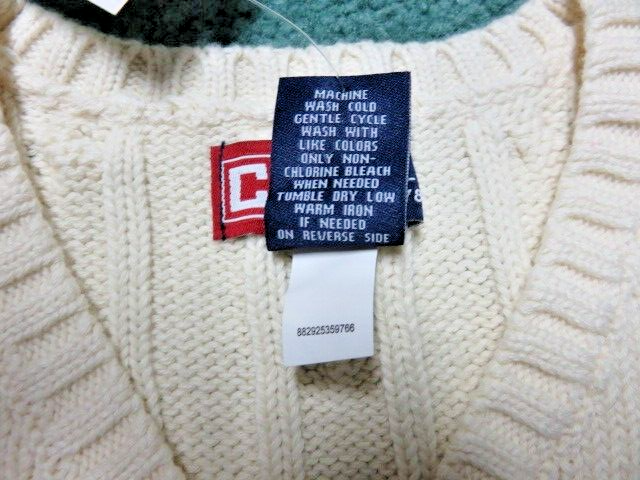 MACHINE
WASH COLD
GENTLE CYCLE
WASH WITH
LIKE COLORS
ONLY NON-
CHLORINE BLEACH
WHEN NEEDED
TUMBLE DRY LOW
WARM IRON
IF NEEDED
ON REVERSE SIDE
C
882925359766